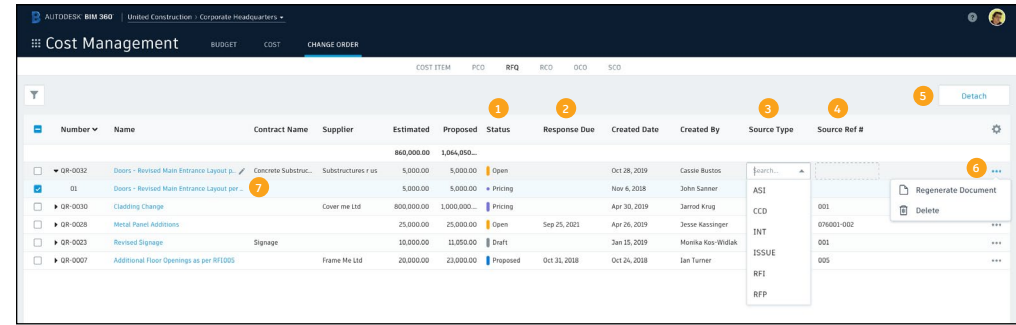 AUTODESK BIM 360 United Construction > Corporate Headquarters
Cost Management BUDGET COST CHANGE ORDER
COST ITEM PCO RFQ RCO OCO SCO
5 Detach
1 2 3 4
Number Name Contract Name Supplier Estimated Proposed Status Response Due Created Date Created By Source Type Source Ref #
860,000.00 1,064,050...
QR-0032 Doors - Revised Main Entrance Layout p... Concrete Substruc... Substructures r us 5,000.00 5,000.00 Open Oct 28, 2019 Cassie Bustos Search... 6
01 Doors - Revised Main Entrance Layout per... 7 5,000.00 5,000.00 Pricing Nov 6, 2018 John Sanner ASI Regenerate Document
QR-0030 Cladding Change Cover me Ltd 800,000.00 1,000,000... Pricing Apr 30, 2019 Jarrod Krug CCD 001 Delete
QR-0028 Metal Panel Additions 25,000.00 25,000.00 Open Sep 25, 2021 Apr 26, 2019 Jesse Kassinger INT 076001-002
QR-0023 Revised Signage Signage 10,000.00 11,050.00 Draft Jan 15, 2019 Monika Kos-Widlak ISSUE 001
QR-0007 Additional Floor Openings as per RFI005 Frame Me Ltd 20,000.00 23,000.00 Proposed Oct 31, 2018 Oct 24, 2018 Ian Turner RFI 005
RFP